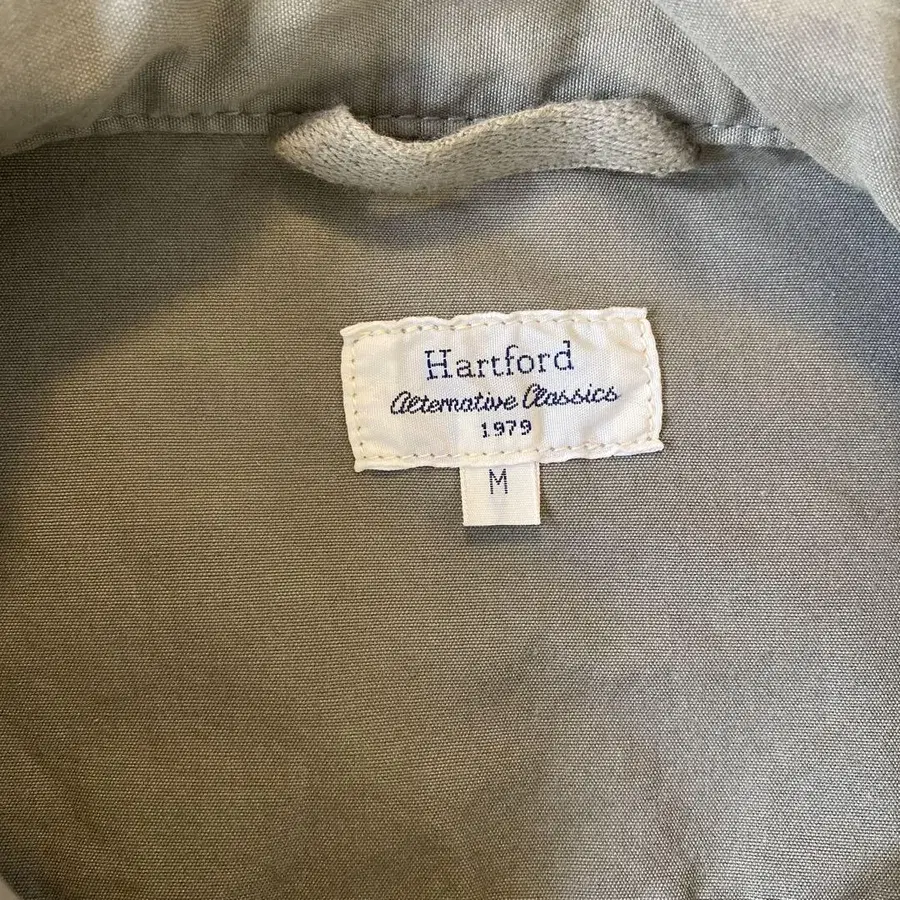 Hartford
Alternative Classics
1979
M